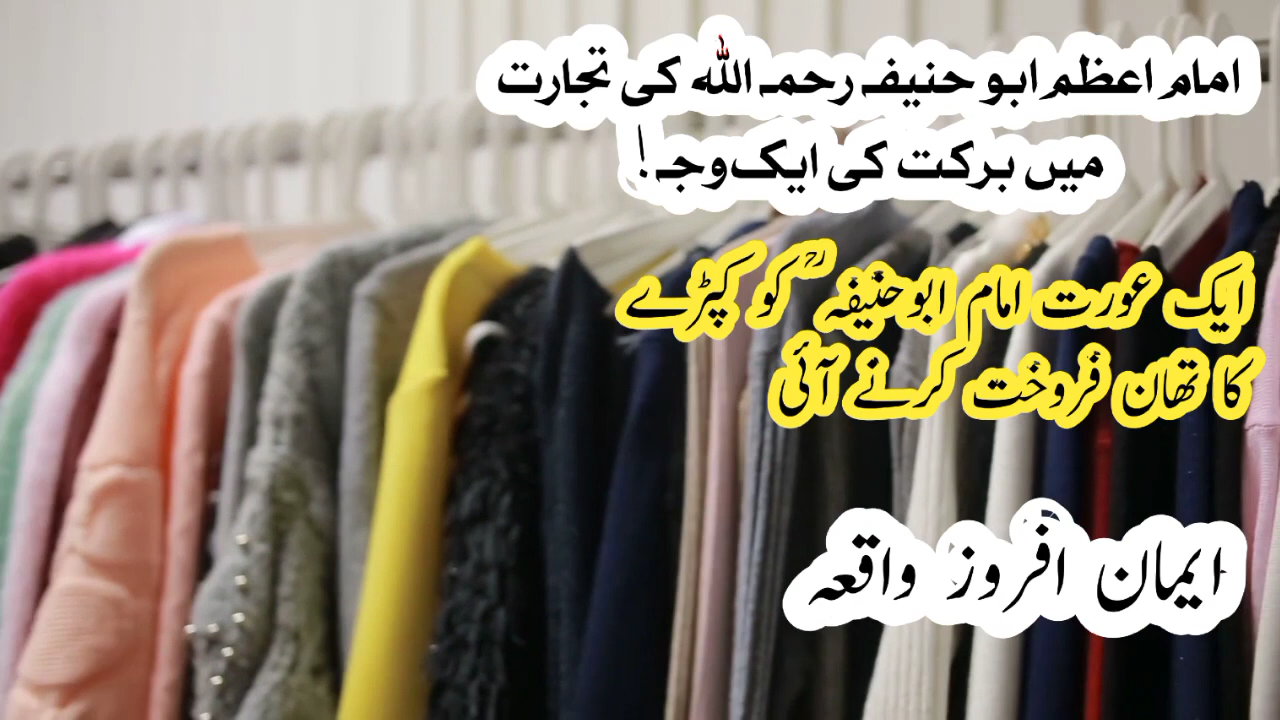 امام اعظم ابو حنیفہ رحمہ اللہ کی تجارت
میں برکت کی ایک وجہ!
ایک عورت امام ابوحنیفہؒ کو کپڑے
کا تھان فروخت کرنے آئی
ایمان افروز واقعہ